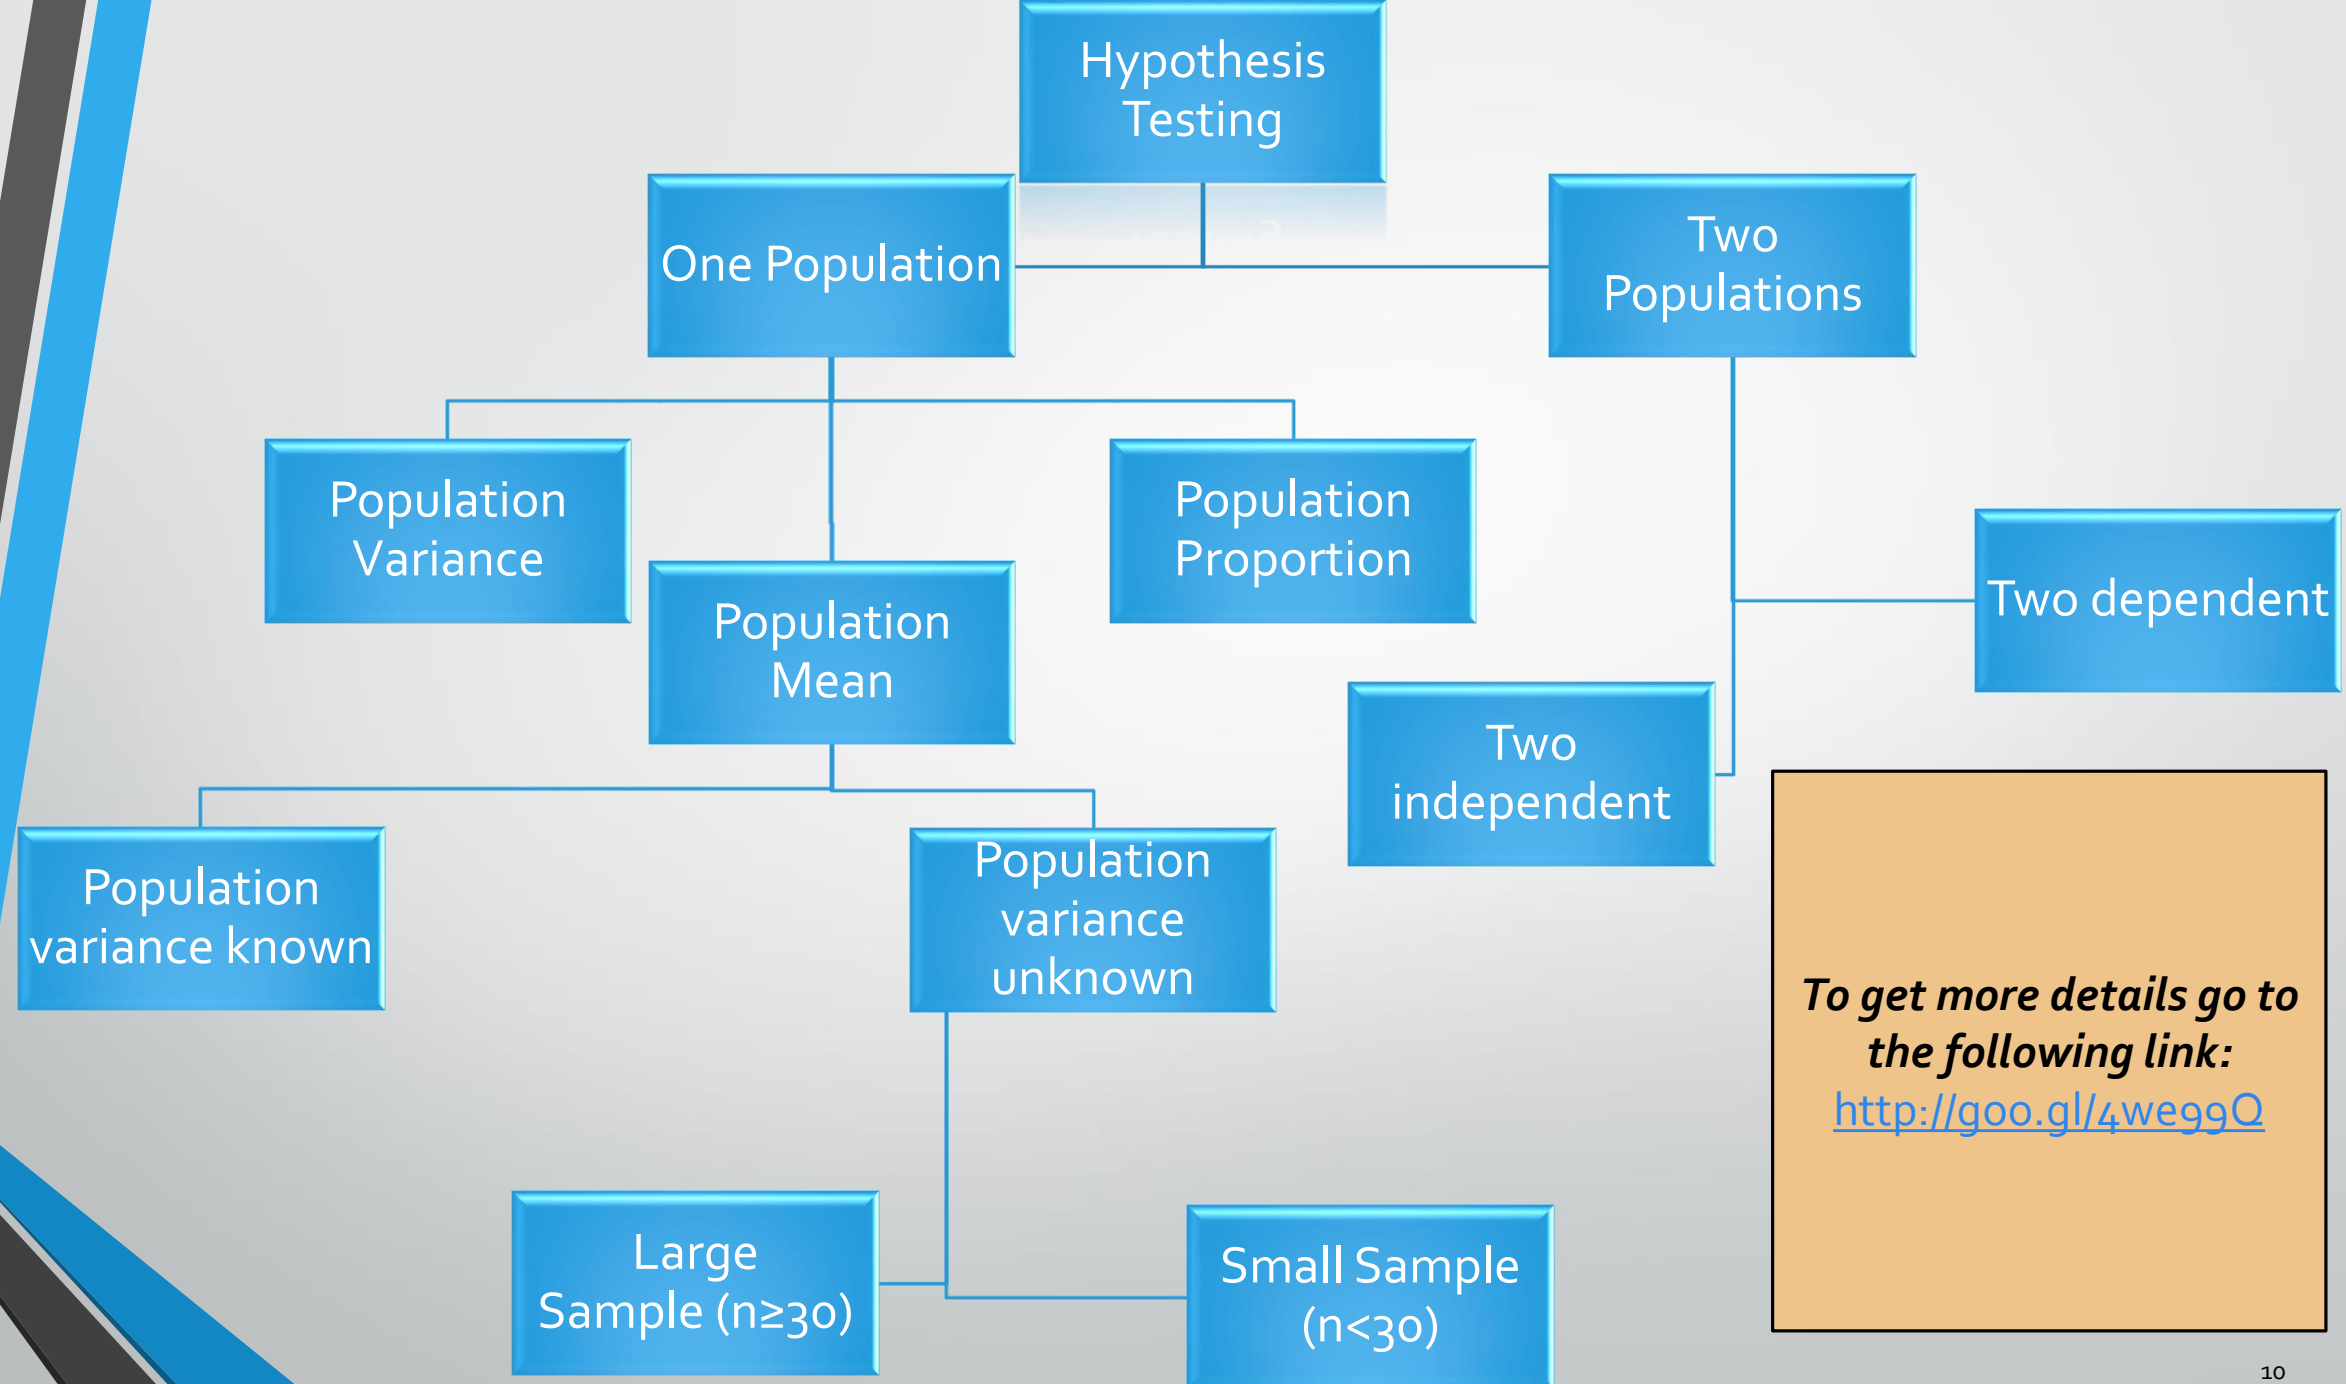 Hypothesis
Testing
One Population
Two
Populations
Population
Variance
Population
Proportion
Population
Mean
Two dependent
Two
independent
Population
variance known
Population
variance
unknown
To get more details go to
the following link:
http://goo.gl/4we99Q
Large
Sample (n≥30)
Small Sample
(n<30)
10